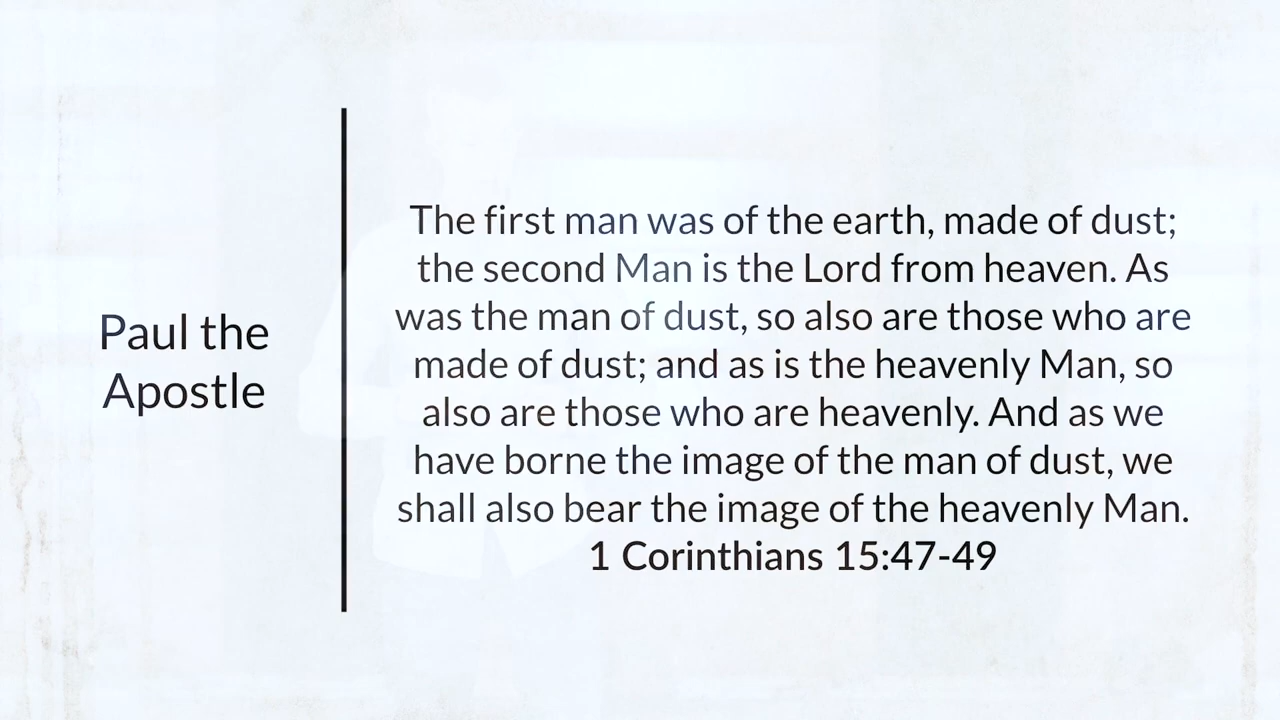 Paul the
Apostle
The first man was of the earth, made of dust;
the second Man is the Lord from heaven. As
was the man of dust, so also are those who are
made of dust; and as is the heavenly Man, so
also are those who are heavenly. And as we
have borne the image of the man of dust, we
shall also bear the image of the heavenly Man.
1 Corinthians 15:47-49